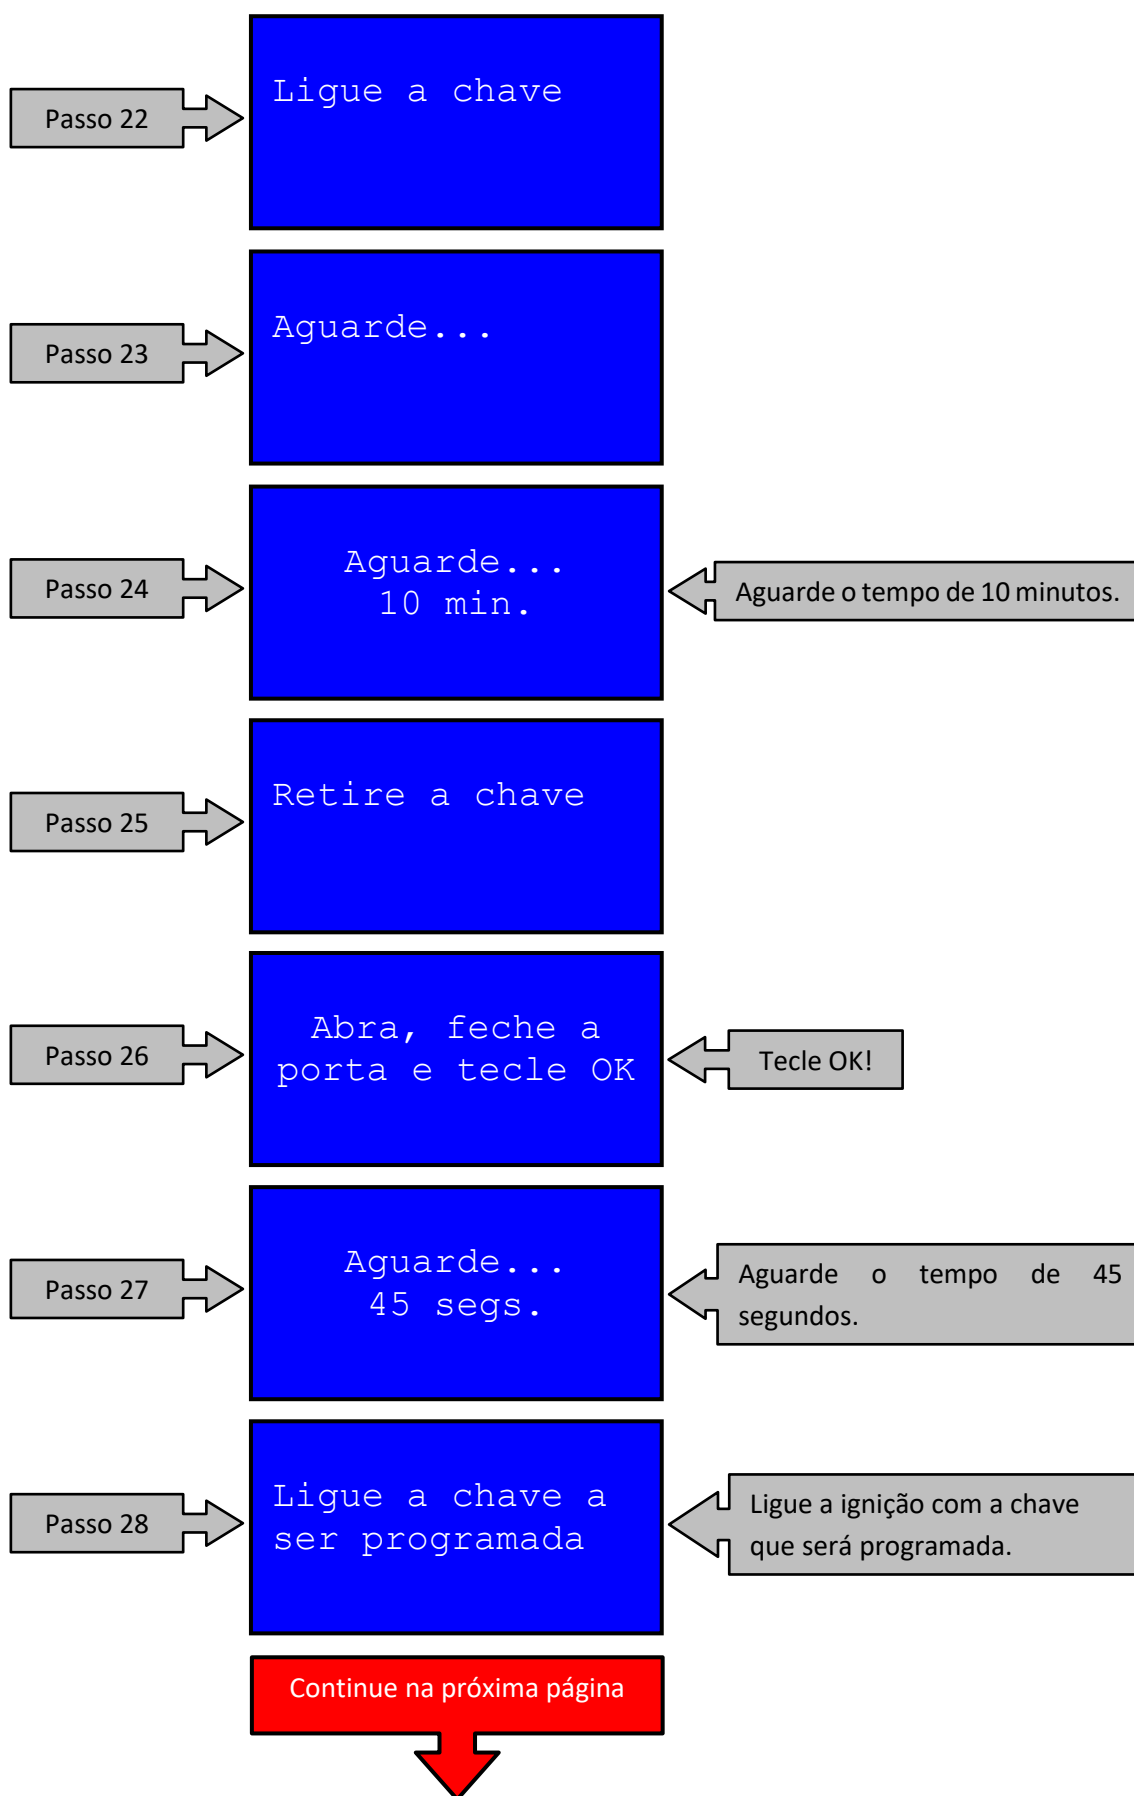 Passo 22
Ligue a chave
Passo 23
Aguarde...
Passo 24
Aguarde...
10 min.
Aguarde o tempo de 10 minutos.
Passo 25
Retire a chave
Passo 26
Abra, feche a
porta e tecle OK
Tecle OK!
Passo 27
Aguarde...
45 segs.
Aguarde o tempo de 45
segundos.
Passo 28
Ligue a chave a
ser programada
Ligue a ignição com a chave
que será programada.
Continue na próxima página